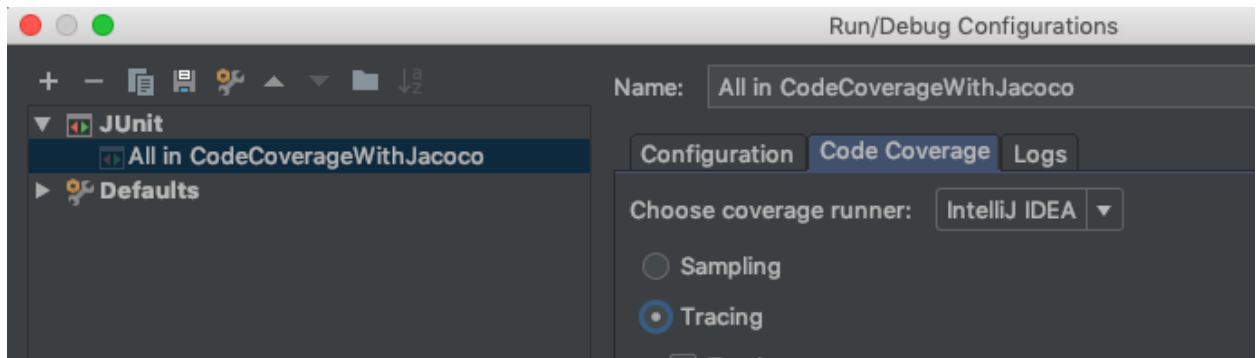 Run/Debug Configurations
JUnit
All in CodeCoverageWithJacoco
Defaults
Name: All in CodeCoverageWithJacoco
Configuration Code Coverage Logs
Choose coverage runner: IntelliJ IDEA
Sampling
Tracing